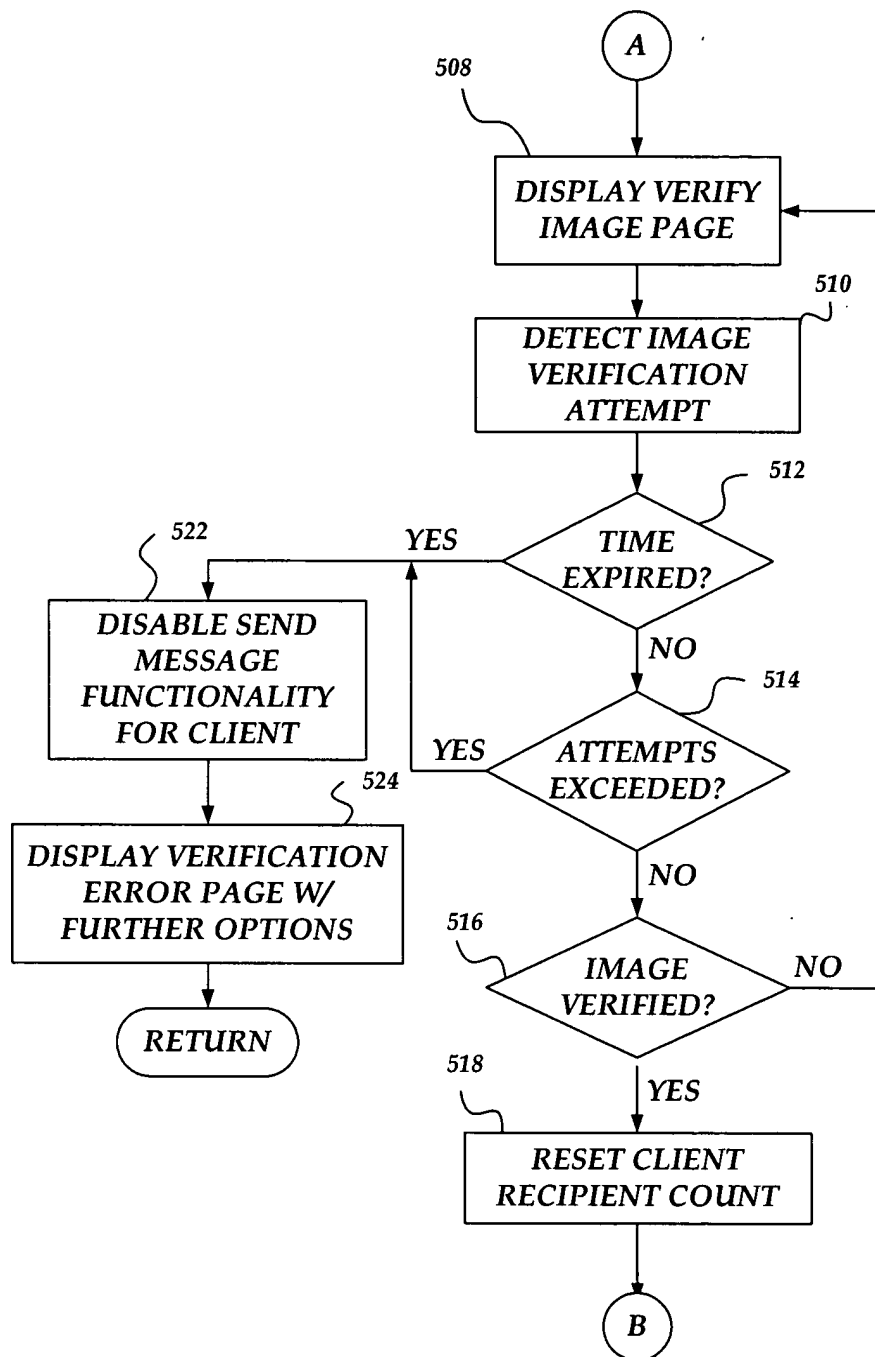 A
508
DISPLAY VERIFY
IMAGE PAGE
510
DETECT IMAGE
VERIFICATION
ATTEMPT
512
TIME
EXPIRED?
YES
NO
522
DISABLE SEND
MESSAGE
FUNCTIONALITY
FOR CLIENT
514
ATTEMPTS
EXCEEDED?
YES
NO
524
DISPLAY VERIFICATION
ERROR PAGE W/
FURTHER OPTIONS
RETURN
516
IMAGE
VERIFIED?
NO
YES
518
RESET CLIENT
RECIPIENT COUNT
B